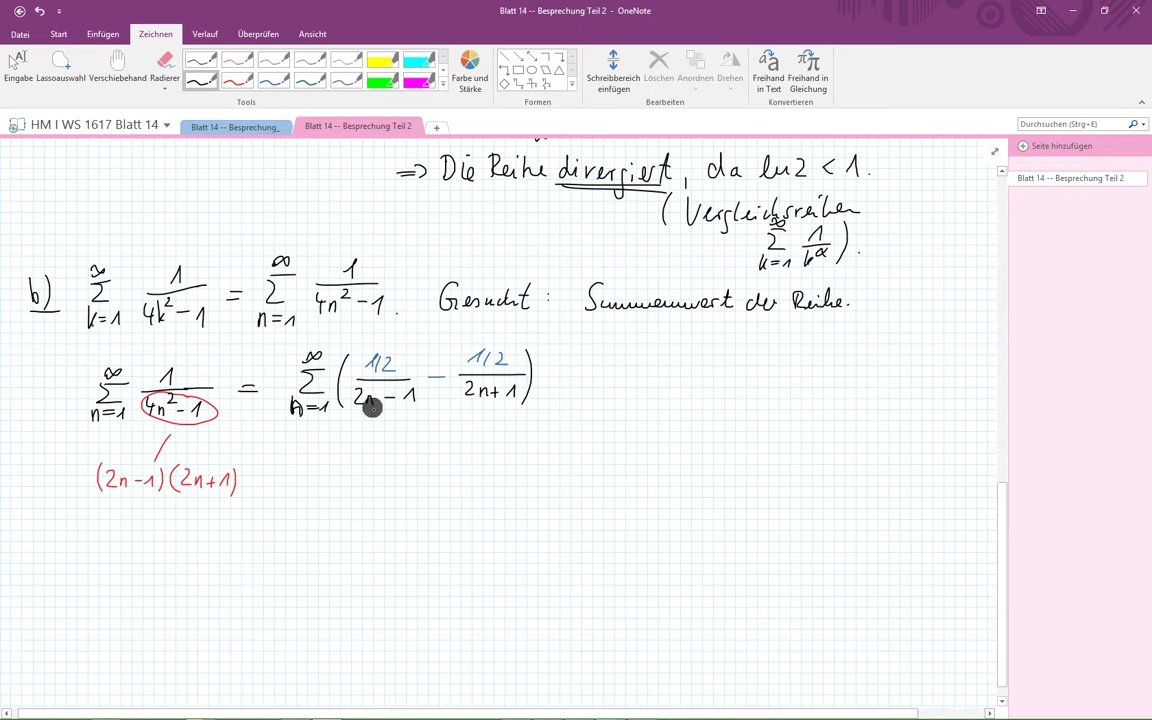 Blatt 14 -- Besprechung Teil 2 - OneNote
Datei Start Einfügen Zeichnen Verlauf Überprüfen Ansicht
Eingabe Lassoauswahl Verschiebehand Radierer Farbe und Stärke Schreibbereich einfügen Löschen Anordnen Drehen Freihand in Text Freihand in Gleichung
Tools Formen Bearbeiten Konvertieren
HM I WS 1617 Blatt 14 Blatt 14 -- Besprechung_ Blatt 14 -- Besprechung Teil 2 Durchsuchen (Strg+E)
Seite hinzufügen
Blatt 14 -- Besprechung Teil 2
=> Die Reihe divergiert, da ln 2 < 1.
( Vergleichsreihen
∑_{k=1}^{∞} 1/k^α ).
b) ∑_{k=1}^{∞} 1/(4k²-1) = ∑_{n=1}^{∞} 1/(4n²-1). Gesucht: Summenwert der Reihe.
∑_{n=1}^{∞} 1/(4n²-1) = ∑_{n=1}^{∞} ( (1/2)/(2n-1) - (1/2)/(2n+1) )
(2n-1)(2n+1)